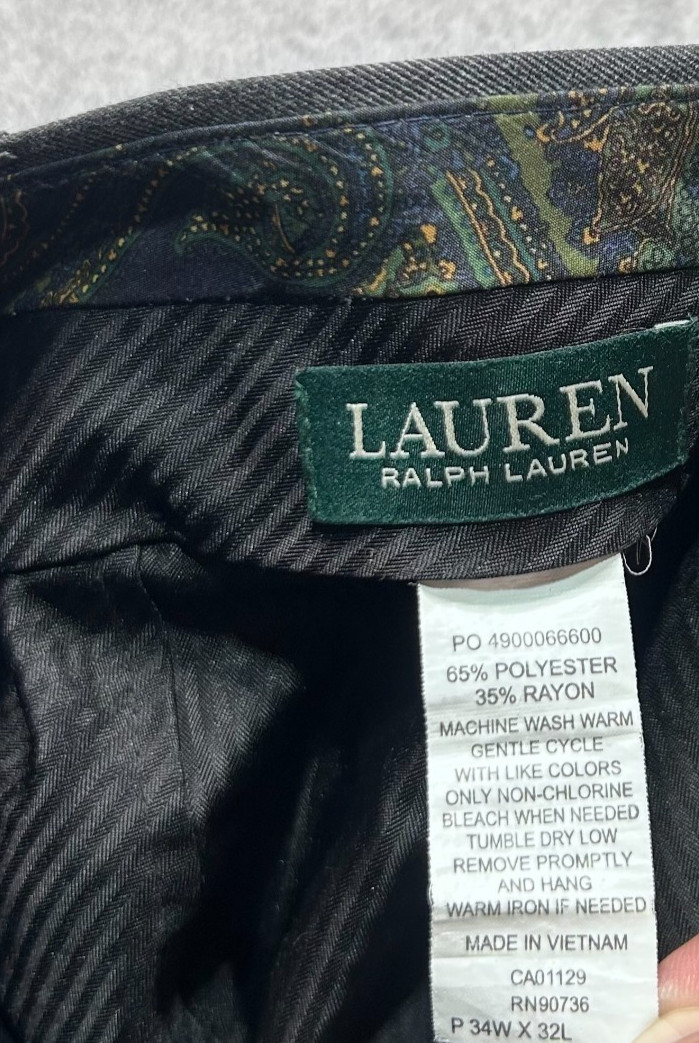 LAUREN
RALPH LAUREN
PO 4900066600
65% POLYESTER
35% RAYON
MACHINE WASH WARM
GENTLE CYCLE
WITH LIKE COLORS
ONLY NON-CHLORINE
BLEACH WHEN NEEDED
TUMBLE DRY LOW
REMOVE PROMPTLY
AND HANG
WARM IRON IF NEEDED
MADE IN VIETNAM
CA01129
RN90736
P 34W X 32L